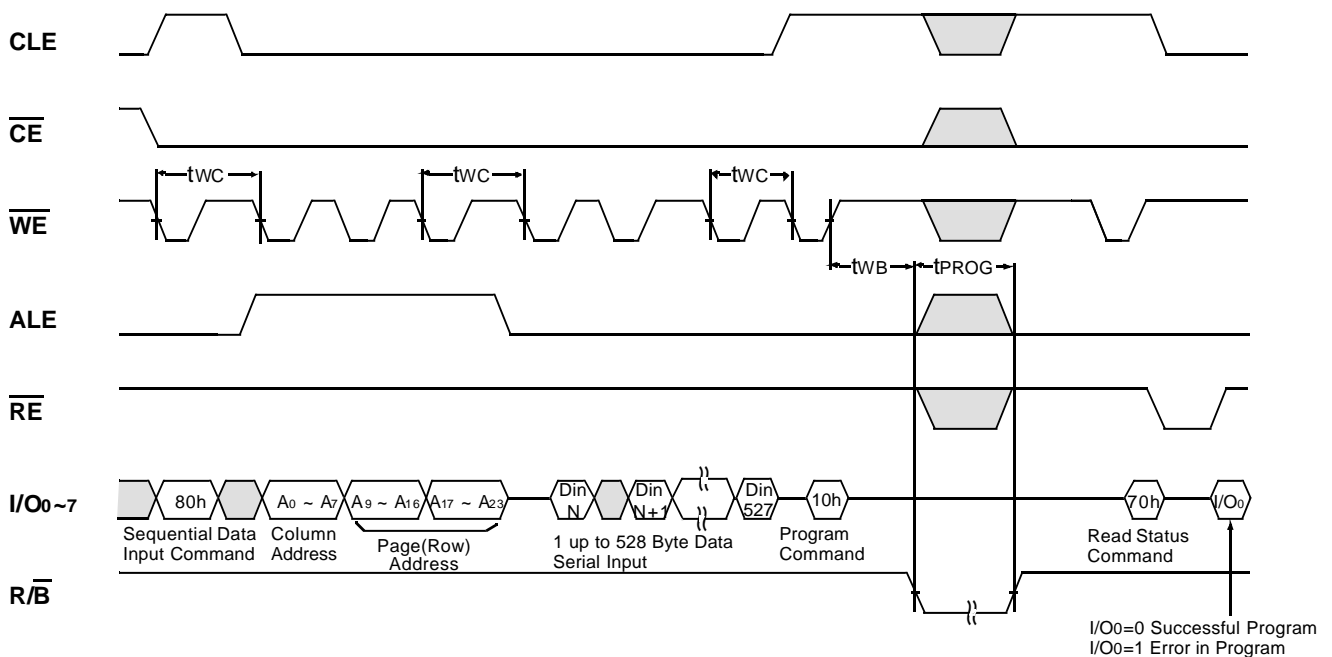 CLE
CE
tWC tWC tWC
WE
tWB tPROG
ALE
RE
I/O0~7 80h A0 ~ A7 A9 ~ A16 A17 ~ A23 Din N Din N+1 Din 527 10h 70h I/O0
Sequential Data Input Command
Column Address
Page(Row) Address
1 up to 528 Byte Data Serial Input
Program Command
Read Status Command
R/B
I/O0=0 Successful Program
I/O0=1 Error in Program